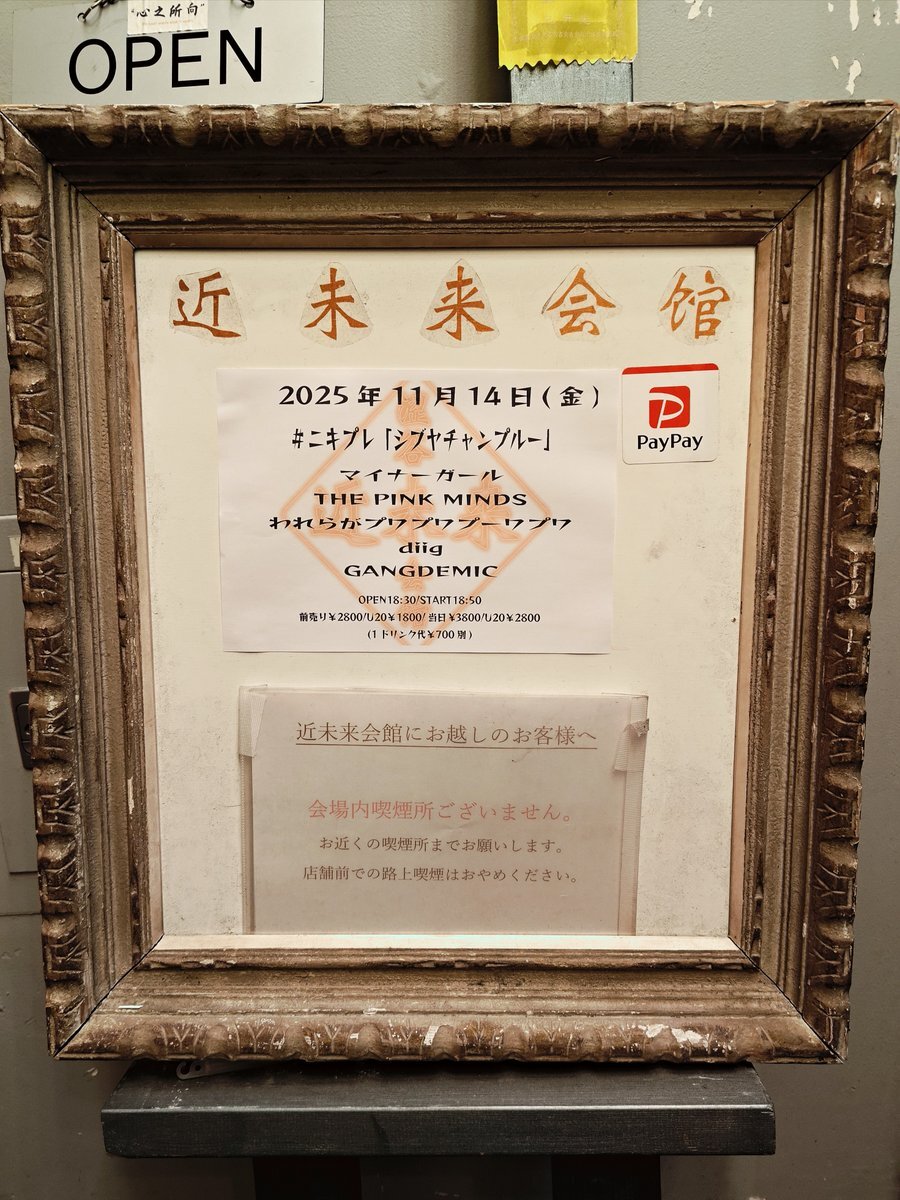 “心之所向”
OPEN
近未来会館
2025年11月14日(金)
#ニキプレ「シブヤチャンプルー」
マイナーガール
THE PINK MINDS
われらがプワプワプーワプワ
diig
GANGDEMIC
OPEN18:30/START18:50
前売り¥2800/U20¥1800/ 当日¥3800/U20¥2800
(1ドリンク代¥700別)
PayPay
近未来会館にお越しのお客様へ
会場内喫煙所ございません。
お近くの喫煙所までお願いします。
店舗前での路上喫煙はおやめください。